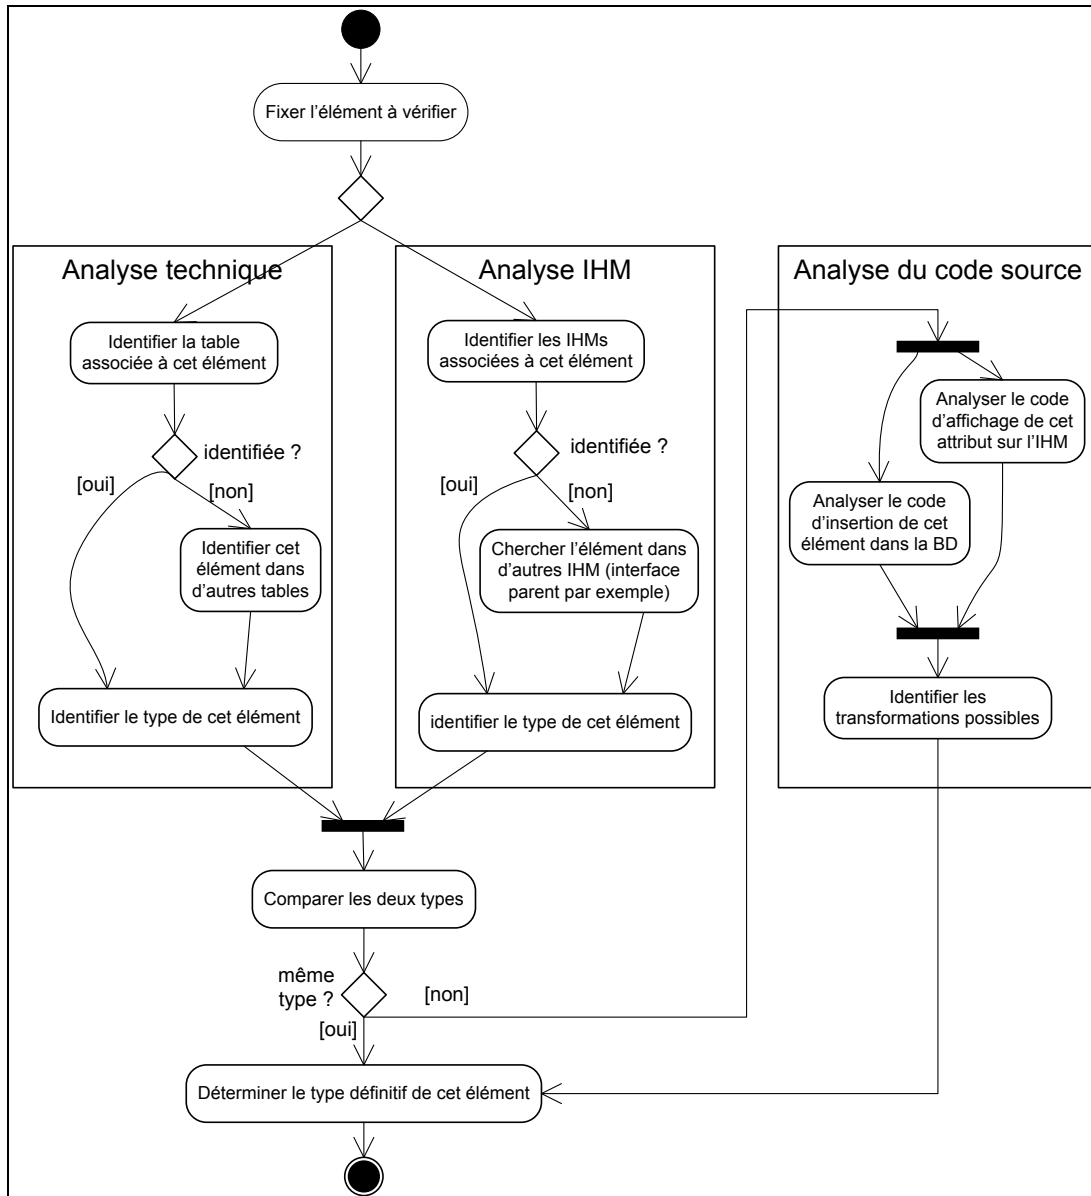 Fixer l'élément à vérifier
Analyse technique
Identifier la table
associée à cet élément
identifiée ?
[oui]
[non]
Identifier cet
élément dans
d'autres tables
Identifier le type de cet élément
Analyse IHM
Identifier les IHMs
associées à cet élément
identifiée ?
[oui]
[non]
Chercher l'élément dans
d'autres IHM (interface
parent par exemple)
identifier le type de cet élément
Analyse du code source
Analyser le code
d'affichage de cet
attribut sur l'IHM
Analyser le code
d'insertion de cet
élément dans la BD
Identifier les
transformations possibles
Comparer les deux types
même
type ?
[non]
[oui]
Déterminer le type définitif de cet élément